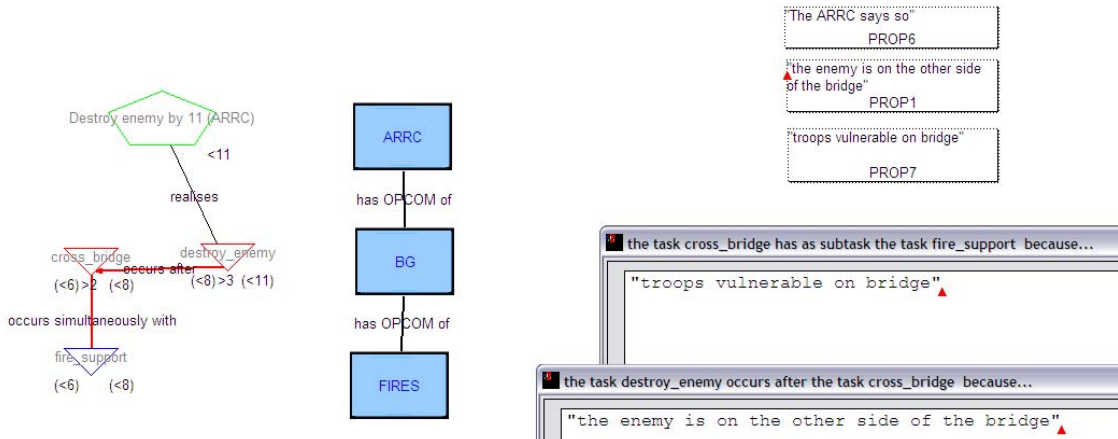 Destroy enemy by 11 (ARRC)
<11
realises
cross_bridge
destroy_enemy
occurs after
(<6)>2 (<8)
(<8)>3 (<11)
occurs simultaneously with
fire_support
(<6) (<8)
ARRC
has OPCOM of
BG
has OPCOM of
FIRES
"The ARRC says so"
PROP6
"the enemy is on the other side
of the bridge"
PROP1
"troops vulnerable on bridge"
PROP7
the task cross_bridge has as subtask the task fire_support because...
"troops vulnerable on bridge"
the task destroy_enemy occurs after the task cross_bridge because...
"the enemy is on the other side of the bridge"